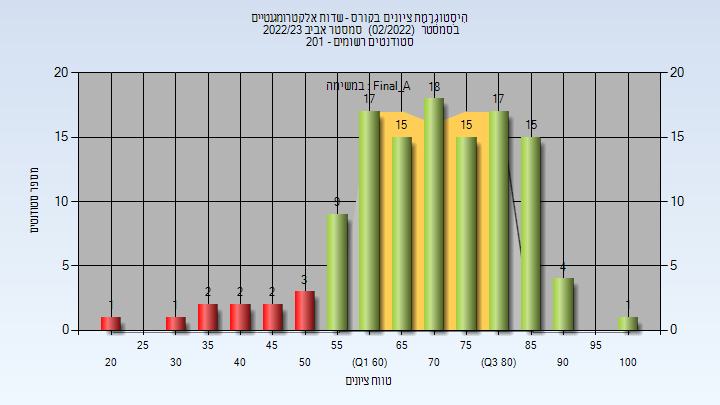 היסטוגרמת ציונים בקורס - שדות אלקטרומגנטיים
בסמסטר (02/2022) סמסטר אביב 2022/23
סטודנטים רשומים - 201
במשימה : Final_A
20 20
15 15
10 10
5 5
0 0
מספר סטודנטים
1 1 2 2 2 3 9 17 15 18 15 17 15 4 1
25 35 45 55 65 75 85 95
20 30 40 50 (Q1 60) 70 (Q3 80) 90 100
טווח ציונים